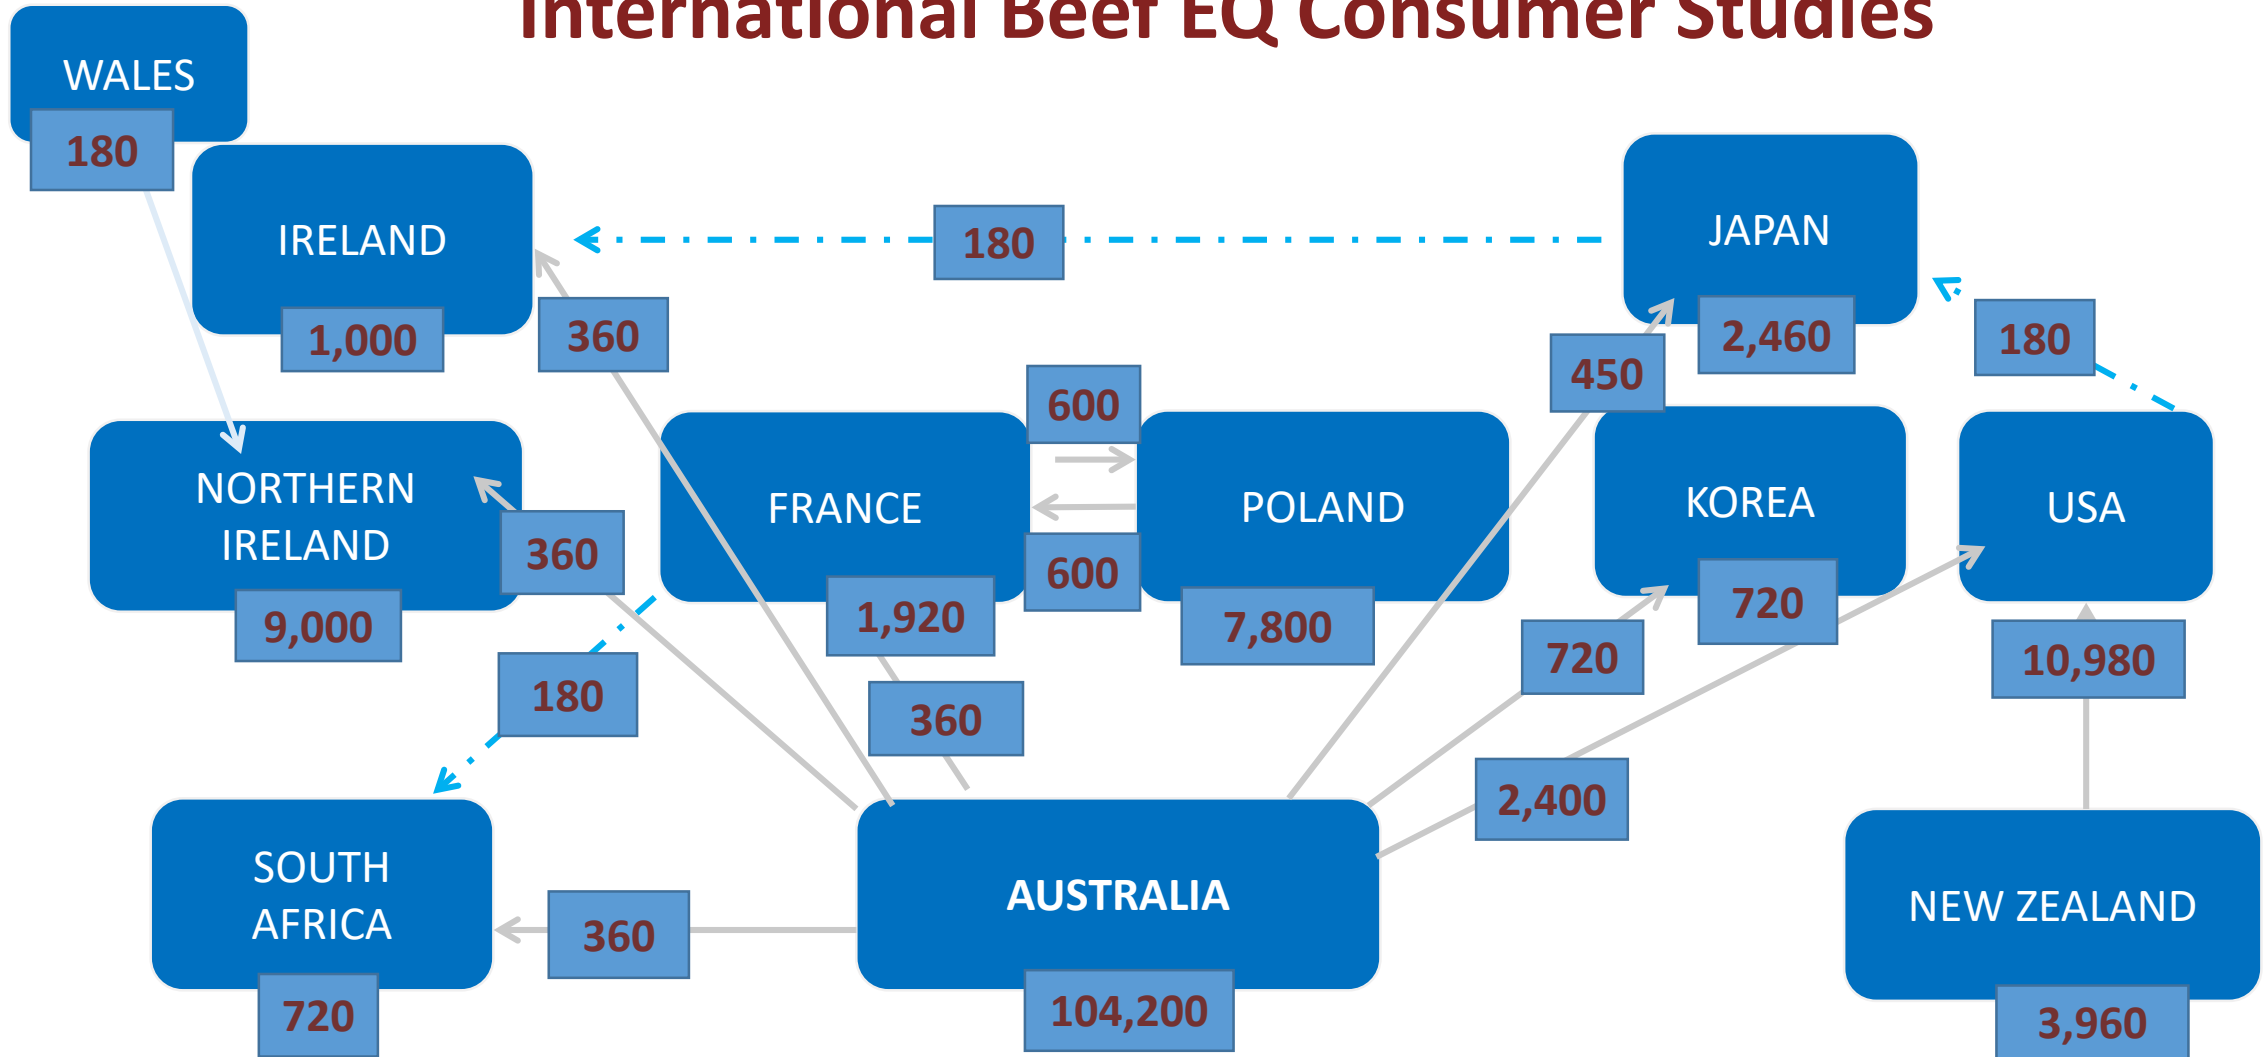 International Beef EQ Consumer Studies
WALES
180
IRELAND
1,000
180
JAPAN
2,460
360
450
180
600
NORTHERN
IRELAND
9,000
360
FRANCE
1,920
600
POLAND
7,800
KOREA
720
USA
10,980
180
360
720
2,400
SOUTH
AFRICA
720
360
AUSTRALIA
104,200
NEW ZEALAND
3,960